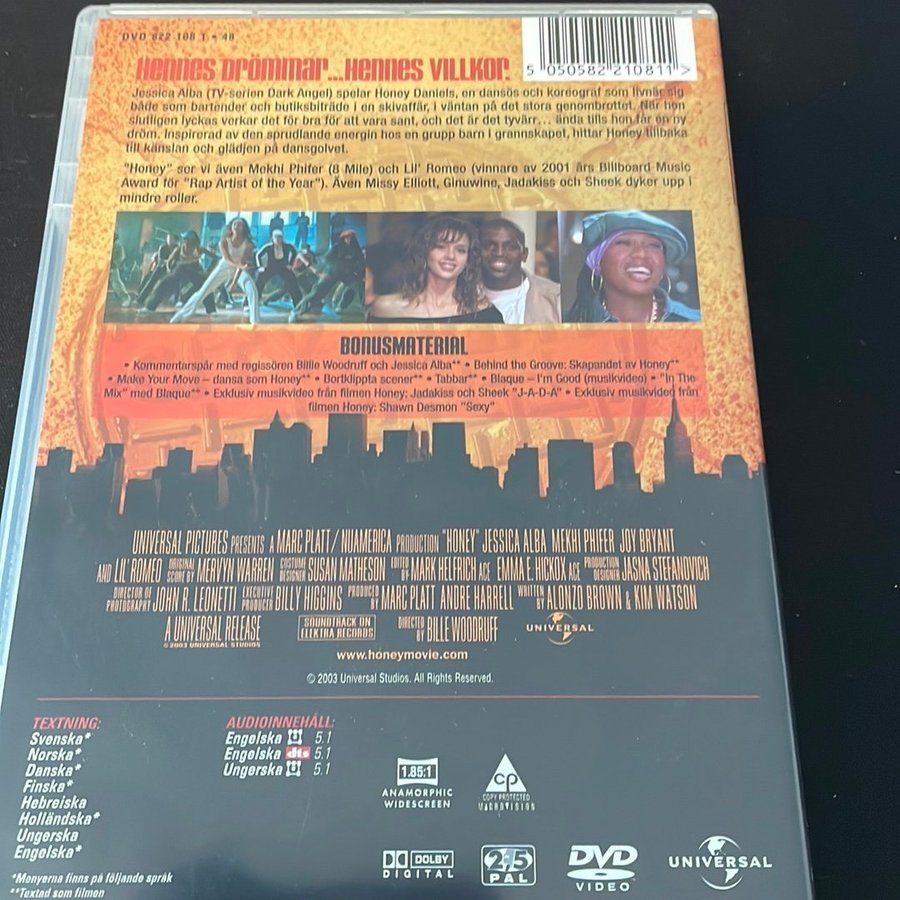 DVD 822 108 1 - 48
5 050582 210811 >
HENNES DRÖMMAR...HENNES VILLKOR.
Jessica Alba (TV-serien Dark Angel) spelar Honey Daniels, en dansös och koreograf som livnär sig
både som bartender och butiksbiträde i en skivaffär, i väntan på det stora genombrottet. När hon
slutligen lyckas verkar det för bra för att vara sant, och det är det tyvärr... ända tills hon får en ny
dröm. Inspirerad av den sprudlande energin hos en grupp barn i grannskapet, hittar Honey tillbaka
till känslan och glädjen på dansgolvet.
"Honey" ser vi även Mekhi Phifer (8 Mile) och Lil' Romeo (vinnare av 2001 års Billboard Music
Award för "Rap Artist of the Year"). Även Missy Elliott, Ginuwine, Jadakiss och Sheek dyker upp i
mindre roller.
BONUSMATERIAL
• Kommentarspår med regissören Billie Woodruff och Jessica Alba** • Behind the Groove: Skapandet av Honey**
• Make Your Move – dansa som Honey** • Bortklippta scener** • Tabbar** • Blaque – I'm Good (musikvideo) • "In The
Mix" med Blaque** • Exklusiv musikvideo från filmen Honey: Jadakiss och Sheek "J-A-D-A" • Exklusiv musikvideo från
filmen Honey: Shawn Desmon "Sexy"
UNIVERSAL PICTURES PRESENTS A MARC PLATT / NUAMERICA PRODUCTION "HONEY" JESSICA ALBA MEKHI PHIFER JOY BRYANT
AND LIL' ROMEO ORIGINAL SCORE BY MERVYN WARREN COSTUME DESIGNER SUSAN MATHESON EDITED BY MARK HELFRICH ACE EMMA E. HICKOX, ACE PRODUCTION DESIGNER JASNA STEFANOVICH
DIRECTOR OF PHOTOGRAPHY JOHN R. LEONETTI EXECUTIVE PRODUCER BILLY HIGGINS PRODUCED BY MARC PLATT ANDRE HARRELL WRITTEN BY ALONZO BROWN & KIM WATSON
A UNIVERSAL RELEASE SOUNDTRACK ON ELEKTRA RECORDS DIRECTED BY BILLE WOODRUFF UNIVERSAL
© 2003 UNIVERSAL STUDIOS
www.honeymovie.com
© 2003 Universal Studios. All Rights Reserved.
TEXTNING:
Svenska*
Norska*
Danska*
Finska*
Hebreiska
Holländska*
Ungerska
Engelska*
AUDIOINNEHÅLL:
Engelska 5.1
Engelska dts 5.1
Ungerska 5.1
1.85:1
ANAMORPHIC
WIDESCREEN
CP
COPY PROTECTED
MACROVISION
*Menyerna finns på följande språk
**Textad som filmen
DOLBY
DIGITAL
2 5
PAL
DVD
VIDEO
UNIVERSAL